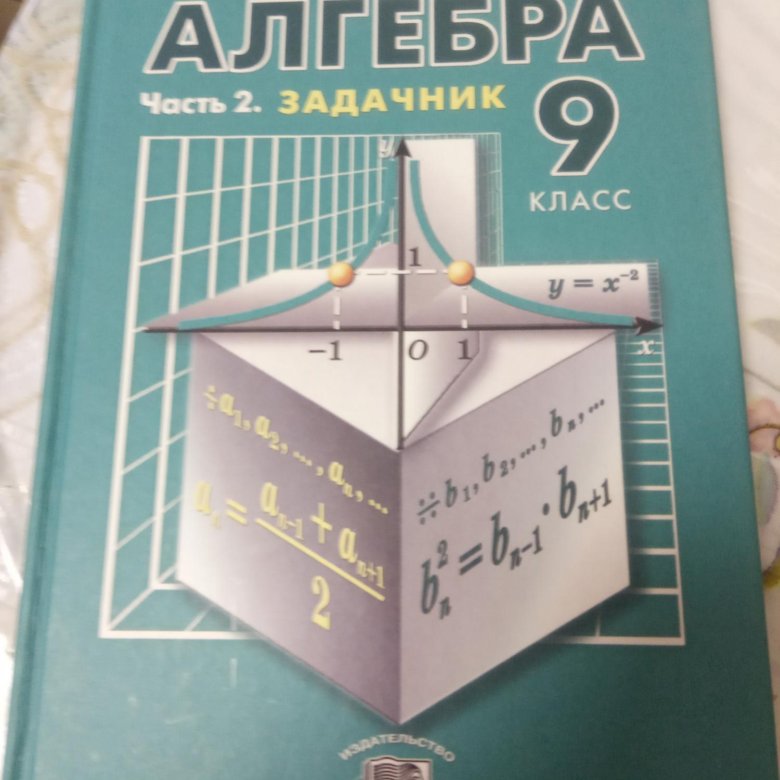 АЛГЕБРА
Часть 2. ЗАДАЧНИК
9
КЛАСС
y
1
y = x⁻²
-1 O 1 x
÷a₁, a₂, ..., aₙ, ...
aₙ = (aₙ₋₁ + aₙ₊₁)/2
÷÷b₁, b₂, ..., bₙ, ...
bₙ² = bₙ₋₁ · bₙ₊₁
ИЗДАТЕЛЬСТВО